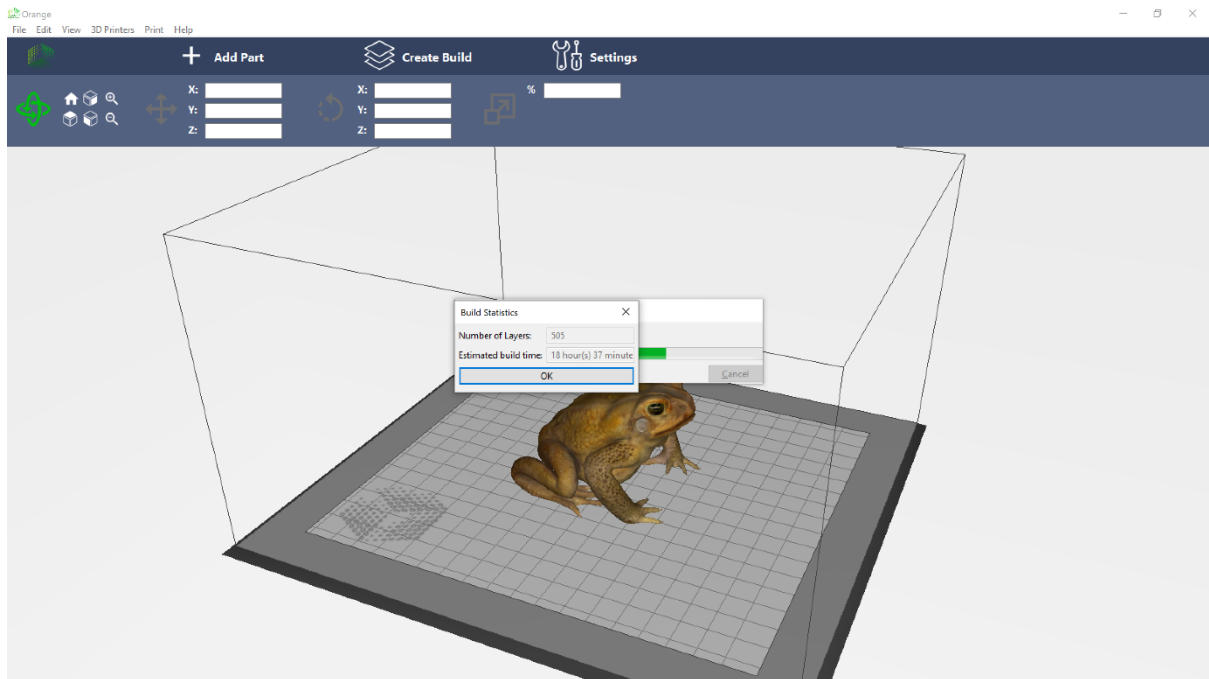 Orange
File Edit View 3D Printers Print Help
Add Part Create Build Settings
X: X: %
Y: Y:
Z: Z:
Build Statistics
Number of Layers: 505
Estimated build time: 18 hour(s) 37 minute
OK
Cancel